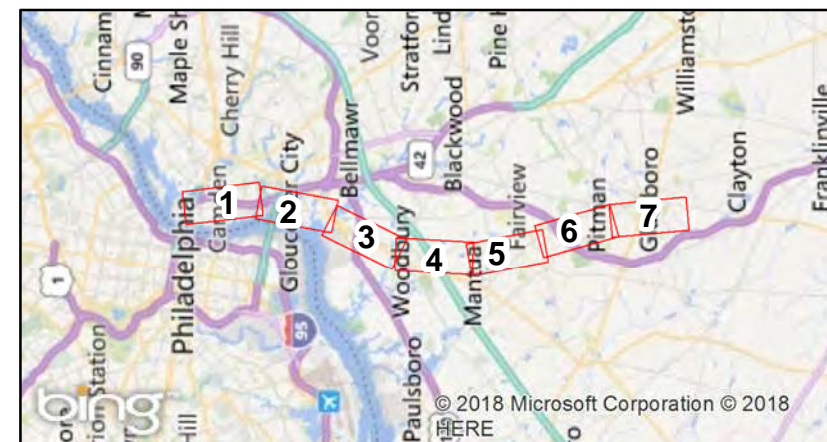 Cinnam
Maple Sh
90
Cherry Hill
Philadelphia
Camden
Gloucester City
Bellmawr
Voor
Stratfor
Lind
Pine H
42
Blackwood
Williamsto
Woodbury
Mantua
Fairview
Pitman
Clayton
Franklinville
Paulsboro
1
95
1
2
3
4
5
6
7
rion Station
Hill
bing
© 2018 Microsoft Corporation © 2018
HERE